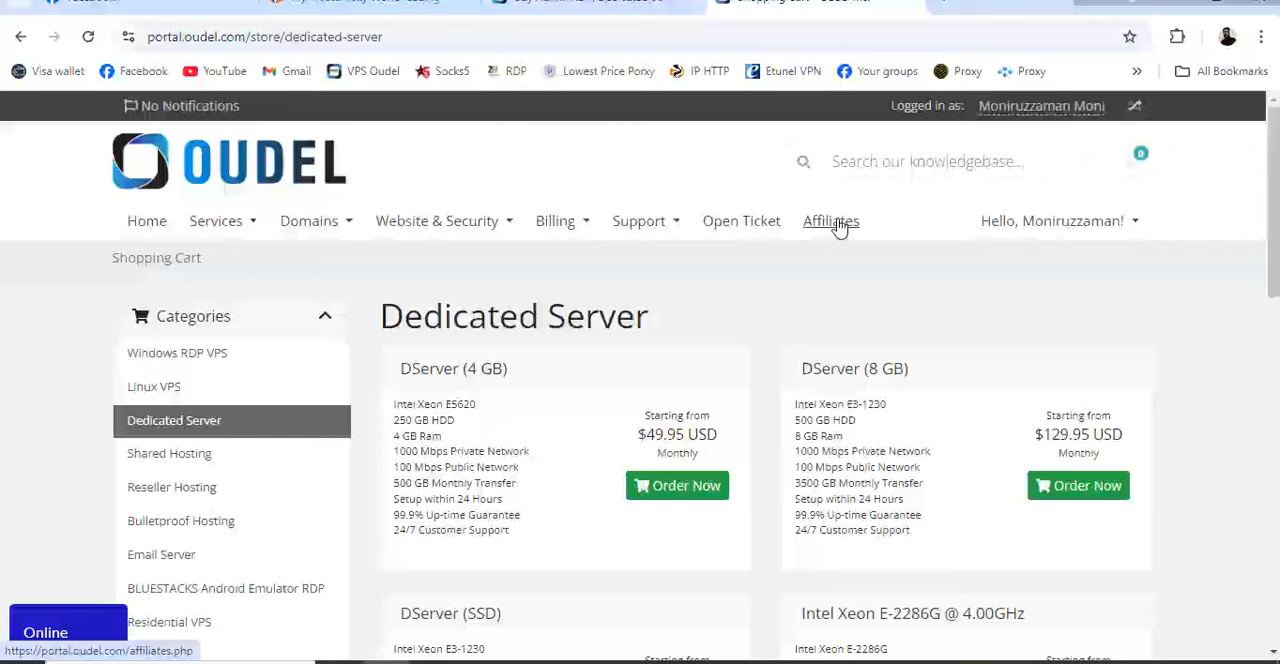 portal.oudel.com/store/dedicated-server
Visa wallet Facebook YouTube Gmail VPS Oudel Socks5 RDP Lowest Price Porxy IP HTTP Etunel VPN Your groups Proxy Proxy » All Bookmarks
No Notifications Logged in as: Moniruzzaman Moni
OUDEL Search our knowledgebase... 0
Home Services Domains Website & Security Billing Support Open Ticket Affiliates Hello, Moniruzzaman!
Shopping Cart
Categories
Windows RDP VPS
Linux VPS
Dedicated Server
Shared Hosting
Reseller Hosting
Bulletproof Hosting
Email Server
BLUESTACKS Android Emulator RDP
Residential VPS
Dedicated Server
DServer (4 GB)
Intel Xeon E5620
250 GB HDD
4 GB Ram
1000 Mbps Private Network
100 Mbps Public Network
500 GB Monthly Transfer
Setup within 24 Hours
99.9% Up-time Guarantee
24/7 Customer Support
Starting from
$49.95 USD
Monthly
Order Now
DServer (8 GB)
Intel Xeon E3-1230
500 GB HDD
8 GB Ram
1000 Mbps Private Network
100 Mbps Public Network
3500 GB Monthly Transfer
Setup within 24 Hours
99.9% Up-time Guarantee
24/7 Customer Support
Starting from
$129.95 USD
Monthly
Order Now
DServer (SSD)
Intel Xeon E3-1230
Starting from
Intel Xeon E-2286G @ 4.00GHz
Intel Xeon E-2286G
Starting from
Online
https://portal.oudel.com/affiliates.php